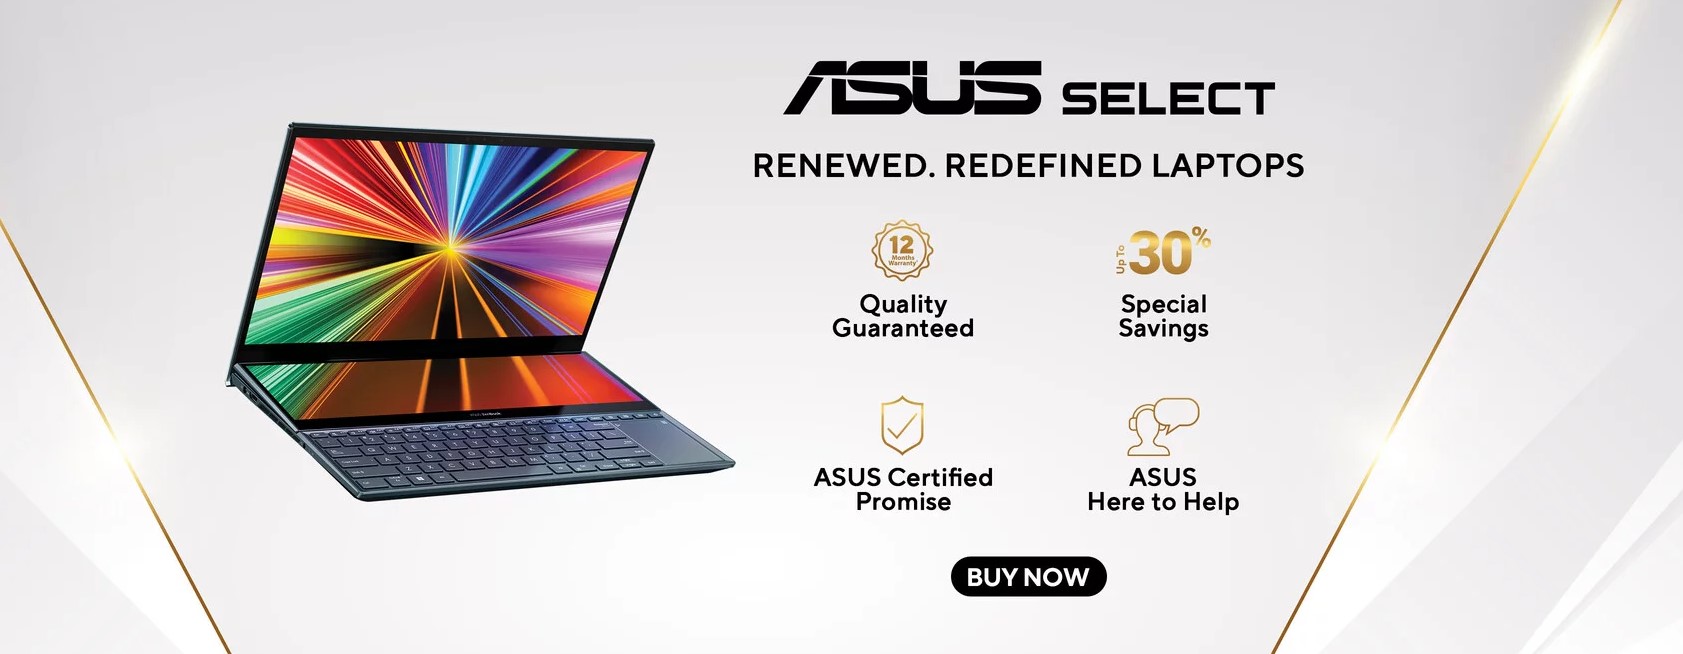 ASUS SELECT
RENEWED. REDEFINED LAPTOPS
12
Months
Warranty
Quality
Guaranteed
Up To 30%
Special
Savings
ASUS Certified
Promise
ASUS
Here to Help
BUY NOW